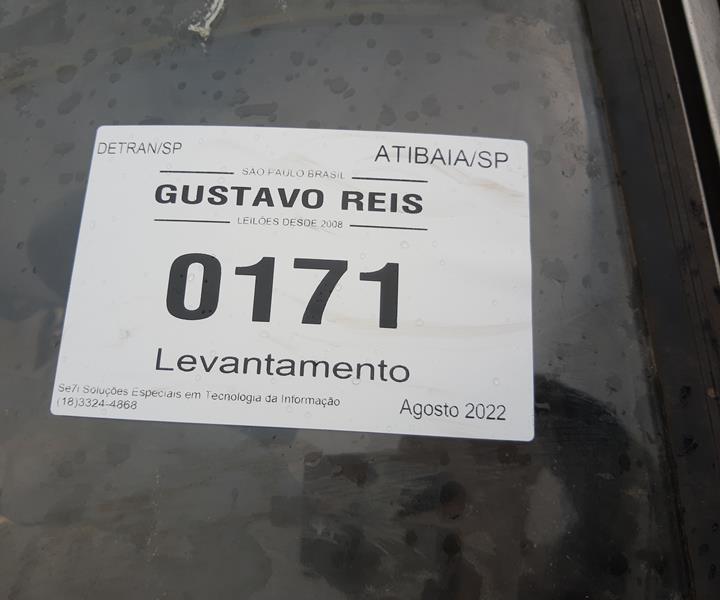 DETRAN/SP
ATIBAIA/SP
SAO PAULO BRASIL
GUSTAVO REIS
LEILÕES DESDE 2008
0171
Levantamento
Se7i Soluções Especiais em Tecnologia da Informação
(18)3324-4868
Agosto 2022